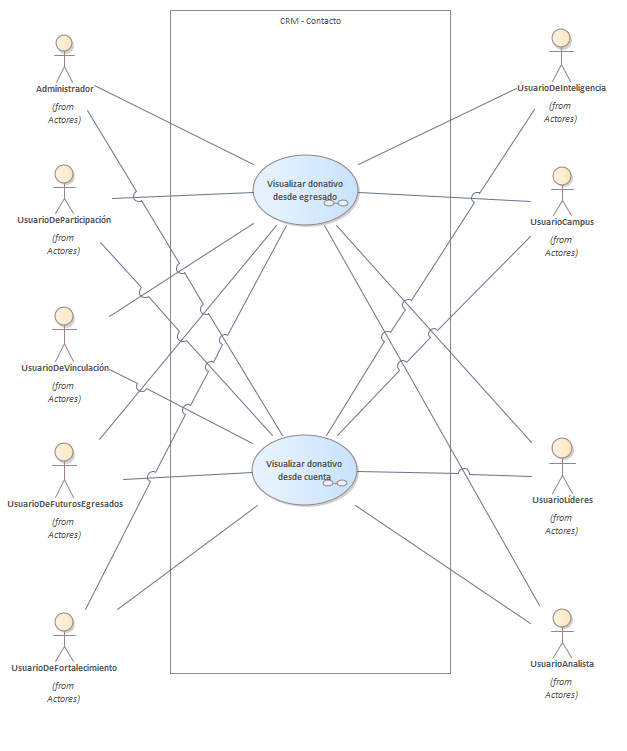 CRM - Contacto
Administrador
(from
Actores)
UsuarioDeParticipación
(from
Actores)
UsuarioDeVinculación
(from
Actores)
UsuarioDeFuturosEgresados
(from
Actores)
UsuarioDeFortalecimiento
(from
Actores)
Visualizar donativo
desde egresado
Visualizar donativo
desde cuenta
UsuarioDeInteligencia
(from
Actores)
UsuarioCampus
(from
Actores)
UsuarioLíderes
(from
Actores)
UsuarioAnalista
(from
Actores)